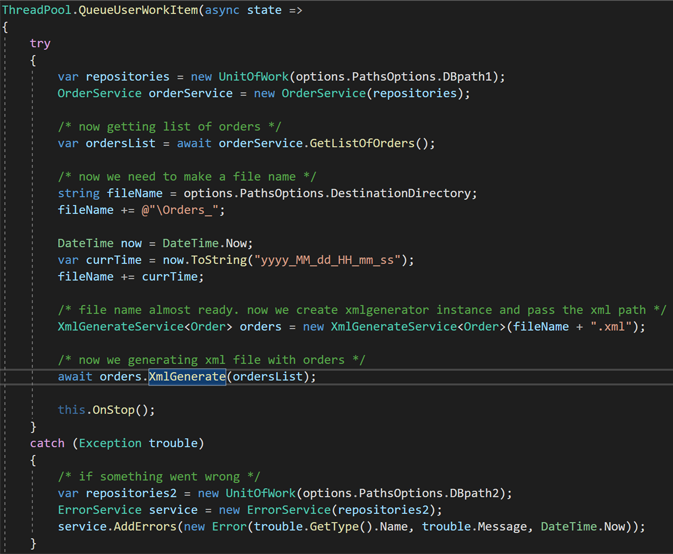 ThreadPool.QueueUserWorkItem(async state =>
{
try
{
var repositories = new UnitOfWork(options.PathsOptions.DBpath1);
OrderService orderService = new OrderService(repositories);
/* now getting list of orders */
var ordersList = await orderService.GetListOfOrders();
/* now we need to make a file name */
string fileName = options.PathsOptions.DestinationDirectory;
fileName += @"\Orders_";
DateTime now = DateTime.Now;
var currTime = now.ToString("yyyy_MM_dd_HH_mm_ss");
fileName += currTime;
/* file name almost ready. now we create xmlgenerator instance and pass the xml path */
XmlGenerateService<Order> orders = new XmlGenerateService<Order>(fileName + ".xml");
/* now we generating xml file with orders */
await orders.XmlGenerate(ordersList);
this.OnStop();
}
catch (Exception trouble)
{
/* if something went wrong */
var repositories2 = new UnitOfWork(options.PathsOptions.DBpath2);
ErrorService service = new ErrorService(repositories2);
service.AddErrors(new Error(trouble.GetType().Name, trouble.Message, DateTime.Now));
}